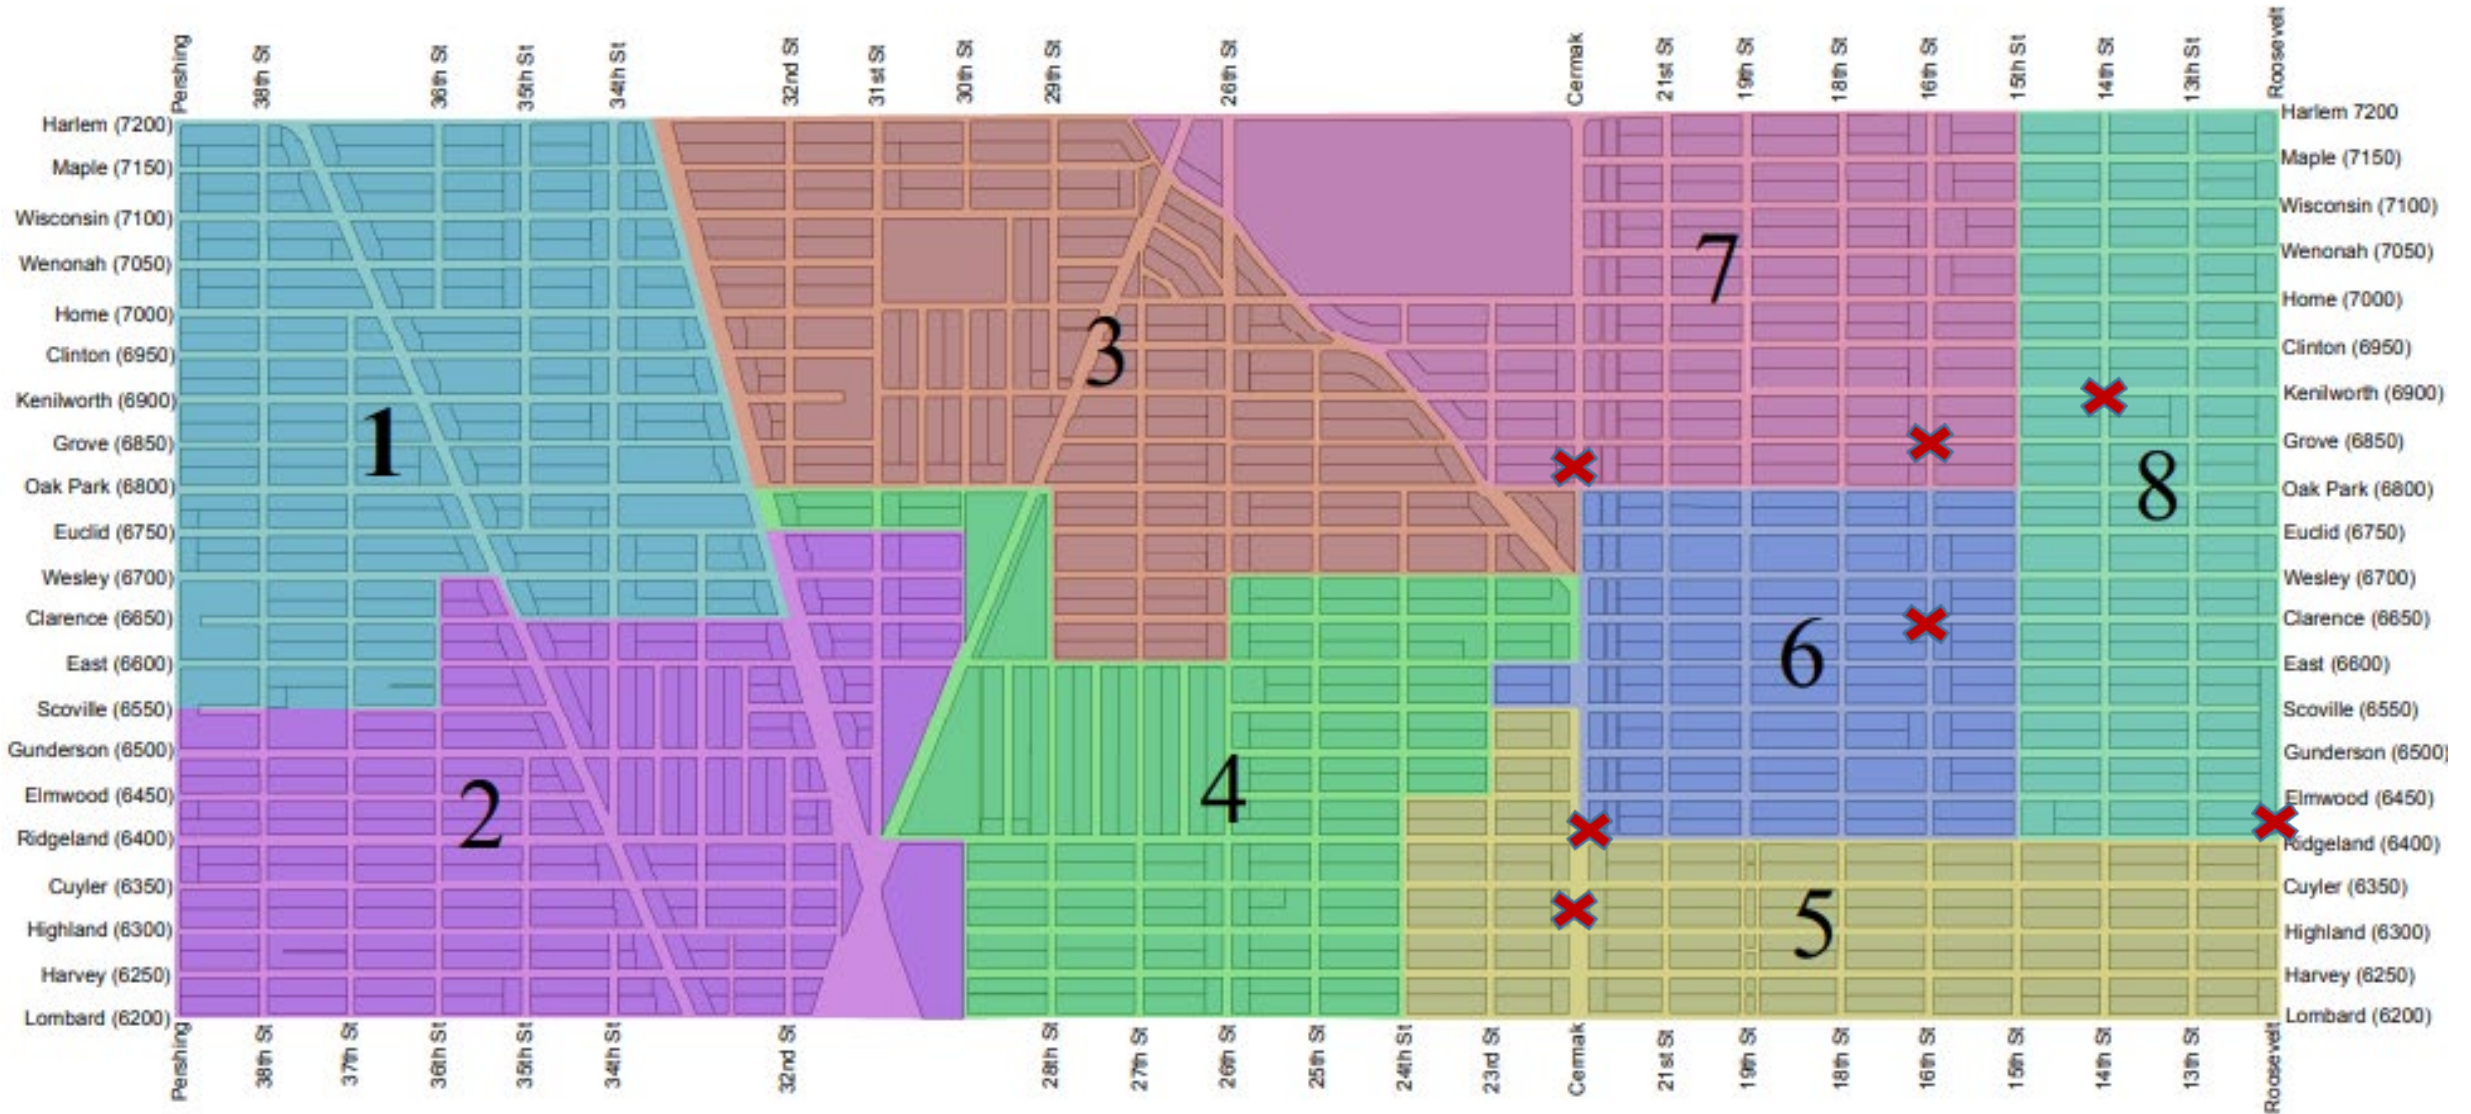 Pershing
38th St
36th St
35th St
34th St
32nd St
31st St
30th St
29th St
26th St
Cermak
21st St
19th St
18th St
16th St
15th St
14th St
13th St
Roosevelt
Harlem (7200)
Maple (7150)
Wisconsin (7100)
Wenonah (7050)
Home (7000)
Clinton (6950)
Kenilworth (6900)
Grove (6850)
Oak Park (6800)
Euclid (6750)
Wesley (6700)
Clarence (6650)
East (6600)
Scoville (6550)
Gunderson (6500)
Elmwood (6450)
Ridgeland (6400)
Cuyler (6350)
Highland (6300)
Harvey (6250)
Lombard (6200)
1
2
3
4
5
6
7
8
Harlem 7200
Maple (7150)
Wisconsin (7100)
Wenonah (7050)
Home (7000)
Clinton (6950)
Kenilworth (6900)
Grove (6850)
Oak Park (6800)
Euclid (6750)
Wesley (6700)
Clarence (6650)
East (6600)
Scoville (6550)
Gunderson (6500)
Elmwood (6450)
Ridgeland (6400)
Cuyler (6350)
Highland (6300)
Harvey (6250)
Lombard (6200)
Pershing
38th St
37th St
36th St
35th St
34th St
32nd St
28th St
27th St
26th St
25th St
24th St
23rd St
Cermak
21st St
19th St
18th St
16th St
15th St
14th St
13th St
Roosevelt